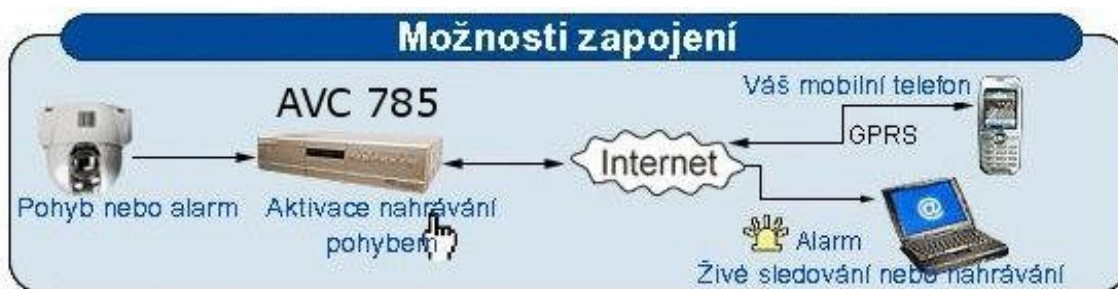 Možnosti zapojení
AVC 785
Váš mobilní telefon
GPRS
Internet
Pohyb nebo alarm
Aktivace nahrávání
pohybem
@
Alarm
Živé sledování nebo nahrávání